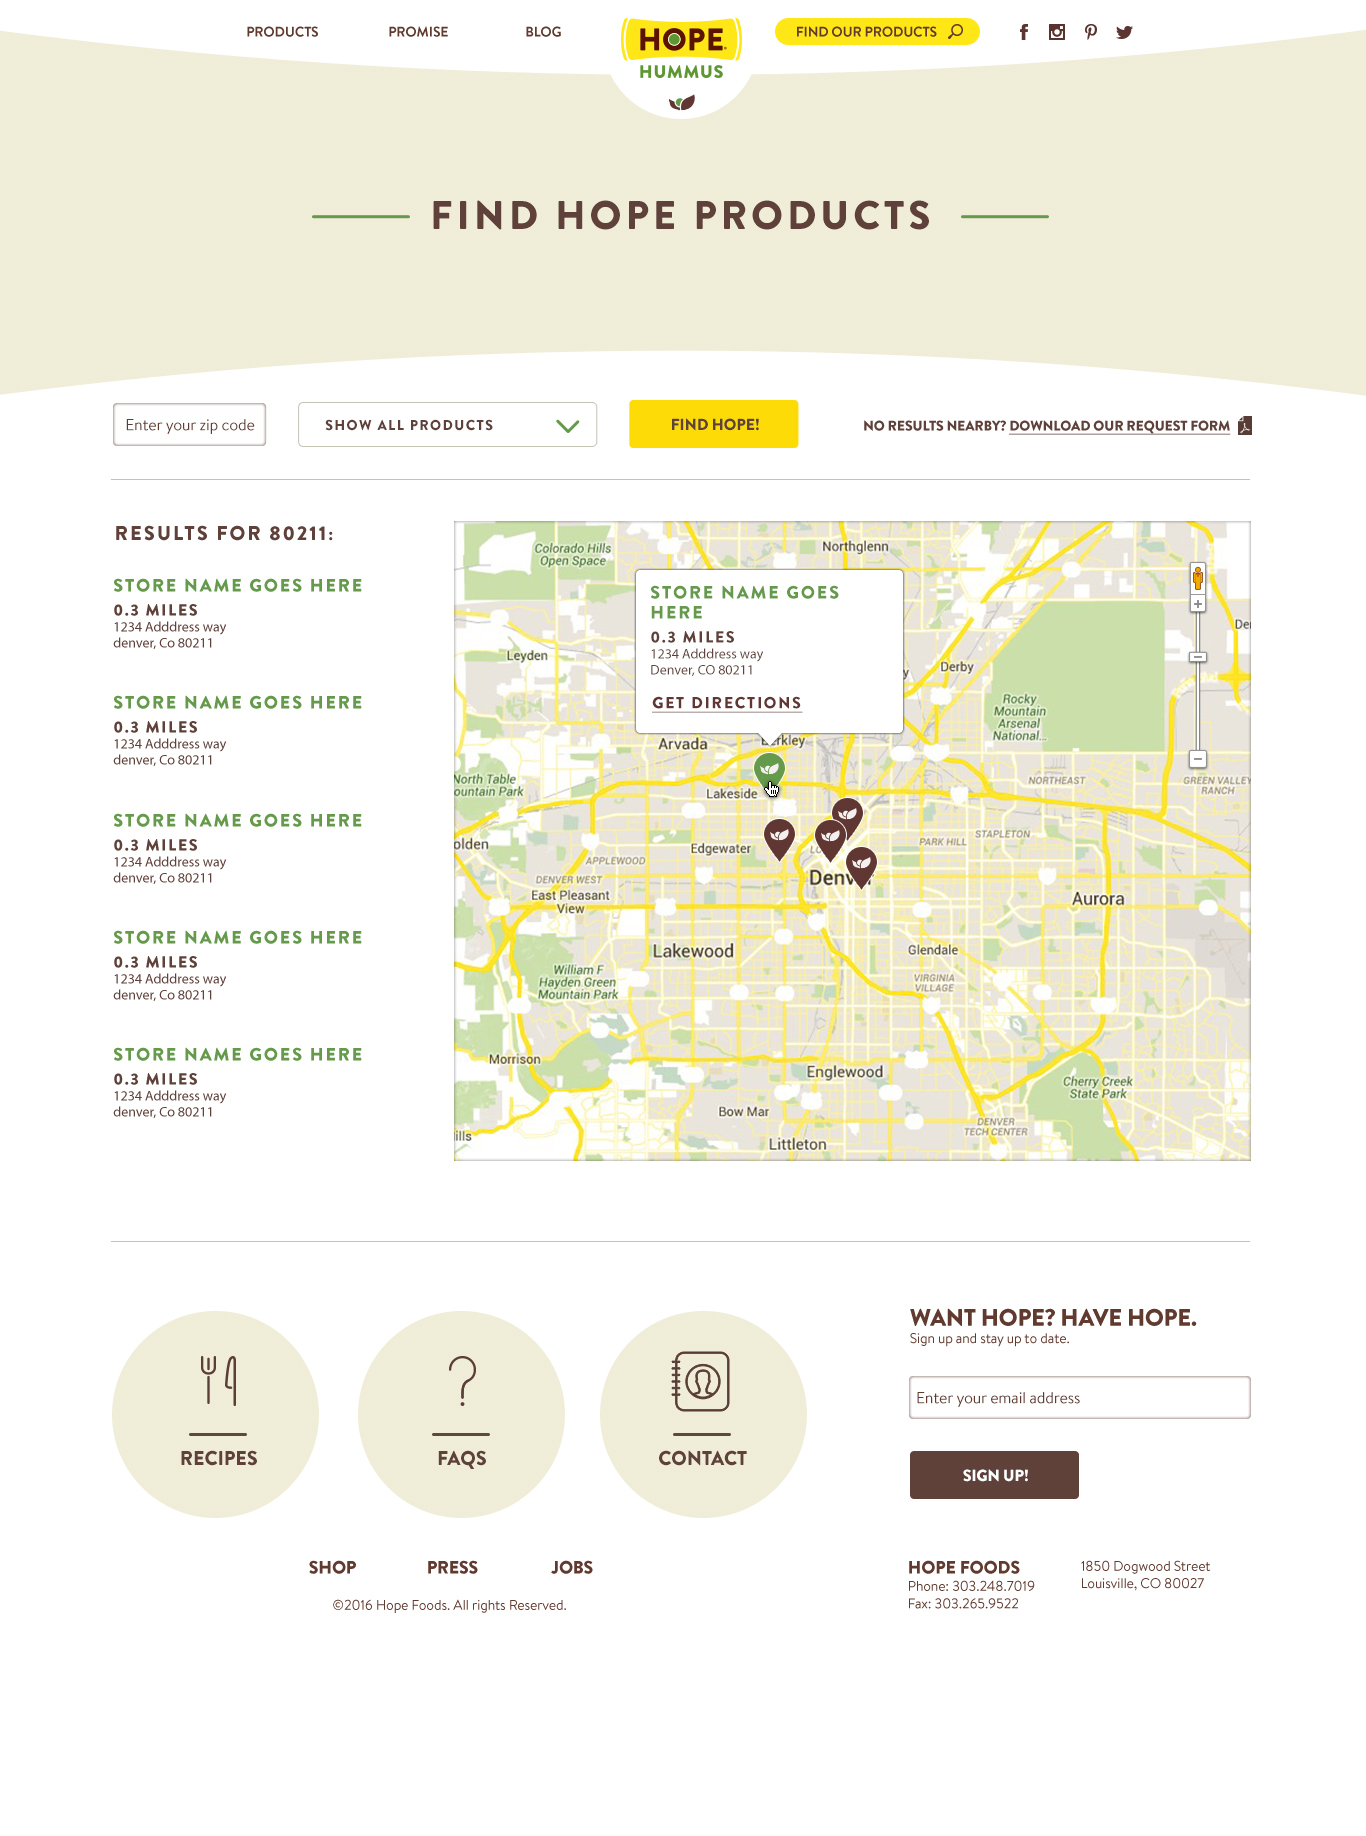 PRODUCTS
PROMISE
BLOG
HOPE
HUMMUS
FIND OUR PRODUCTS
FIND HOPE PRODUCTS
Enter your zip code
SHOW ALL PRODUCTS
FIND HOPE!
NO RESULTS NEARBY? DOWNLOAD OUR REQUEST FORM
RESULTS FOR 80211:
STORE NAME GOES HERE
0.3 MILES
1234 Adddress way
denver, Co 80211
STORE NAME GOES HERE
0.3 MILES
1234 Adddress way
denver, Co 80211
STORE NAME GOES HERE
0.3 MILES
1234 Adddress way
denver, Co 80211
STORE NAME GOES HERE
0.3 MILES
1234 Adddress way
denver, Co 80211
STORE NAME GOES HERE
0.3 MILES
1234 Adddress way
denver, Co 80211
Colorado Hills
Open Space
Northglenn
STORE NAME GOES
HERE
0.3 MILES
1234 Adddress way
Denver, CO 80211
GET DIRECTIONS
Leyden
Derby
Rocky
Mountain
Arsenal
National...
Arvada
North Table
ountain Park
Lakeside
NORTHEAST
GREEN VALLEY
RANCH
olden
Edgewater
APPLEWOOD
STAPLETON
PARK HILL
DENVER WEST
East Pleasant
View
Aurora
Lakewood
Glendale
William F
Hayden Green
Mountain Park
VIRGINIA
VILLAGE
Morrison
Englewood
Cherry Creek
State Park
Bow Mar
DENVER
TECH CENTER
ills
Littleton
RECIPES
FAQS
CONTACT
WANT HOPE? HAVE HOPE.
Sign up and stay up to date.
Enter your email address
SIGN UP!
SHOP
PRESS
JOBS
©2016 Hope Foods. All rights Reserved.
HOPE FOODS
Phone: 303.248.7019
Fax: 303.265.9522
1850 Dogwood Street
Louisville, CO 80027